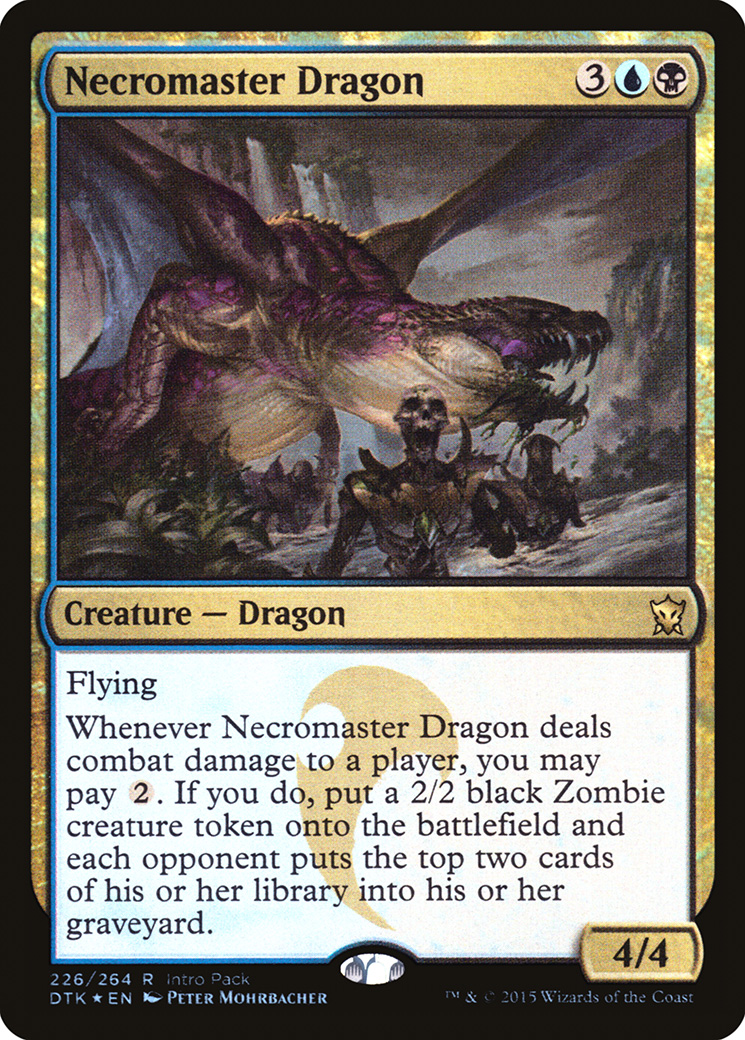 Necromaster Dragon 3
Creature — Dragon
Flying
Whenever Necromaster Dragon deals
combat damage to a player, you may
pay 2. If you do, put a 2/2 black Zombie
creature token onto the battlefield and
each opponent puts the top two cards
of his or her library into his or her
graveyard.
4/4
226/264 R Intro Pack
DTK ★ EN Peter Mohrbacher
™ & © 2015 Wizards of the Coast